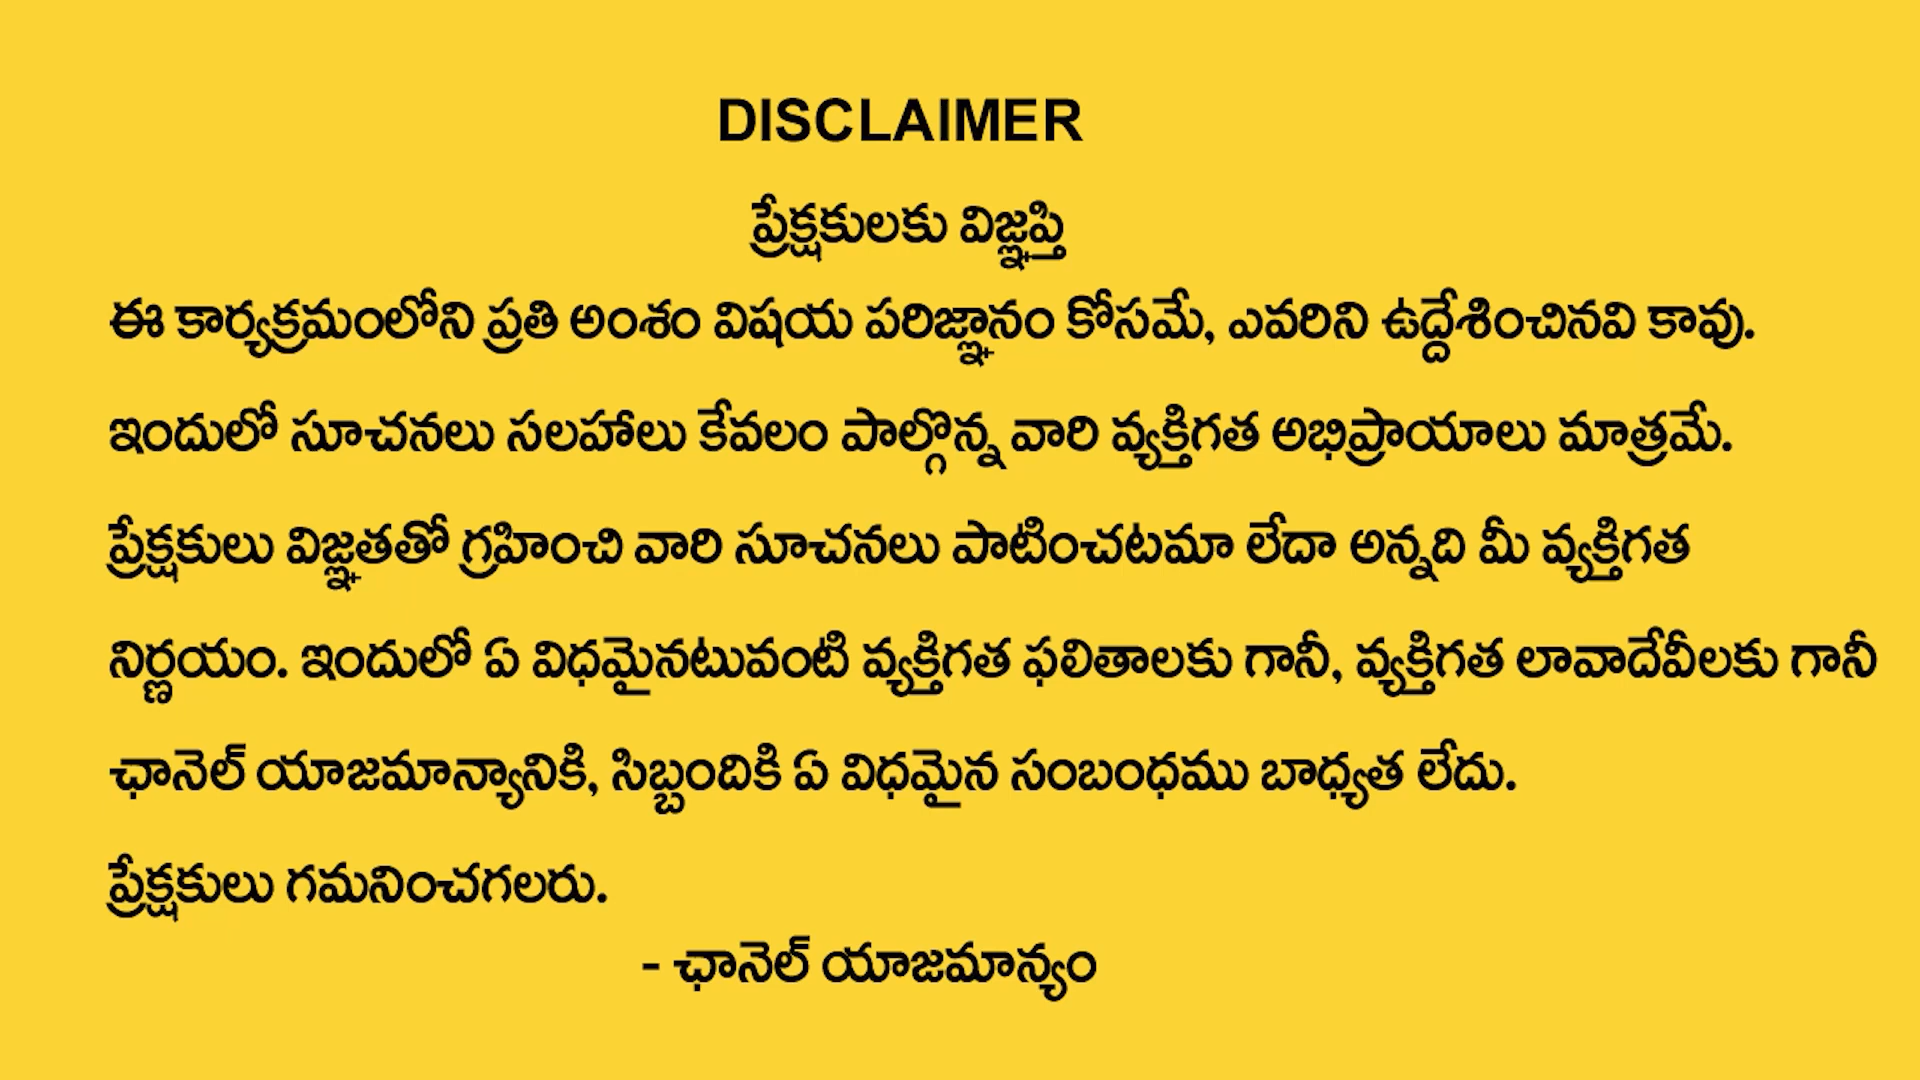 DISCLAIMER
ప్రేక్షకులకు విజ్ఞప్తి
ఈ కార్యక్రమంలోని ప్రతి అంశం విషయ పరిజ్ఞానం కోసమే, ఎవరిని ఉద్దేశించినవి కావు.
ఇందులో సూచనలు సలహాలు కేవలం పాల్గొన్న వారి వ్యక్తిగత అభిప్రాయాలు మాత్రమే.
ప్రేక్షకులు విజ్ఞతతో గ్రహించి వారి సూచనలు పాటించటమా లేదా అన్నది మీ వ్యక్తిగత
నిర్ణయం. ఇందులో ఏ విధమైనటువంటి వ్యక్తిగత ఫలితాలకు గానీ, వ్యక్తిగత లావాదేవీలకు గానీ
ఛానెల్ యాజమాన్యానికి, సిబ్బందికి ఏ విధమైన సంబంధము బాధ్యత లేదు.
ప్రేక్షకులు గమనించగలరు.
- ఛానెల్ యాజమాన్యం